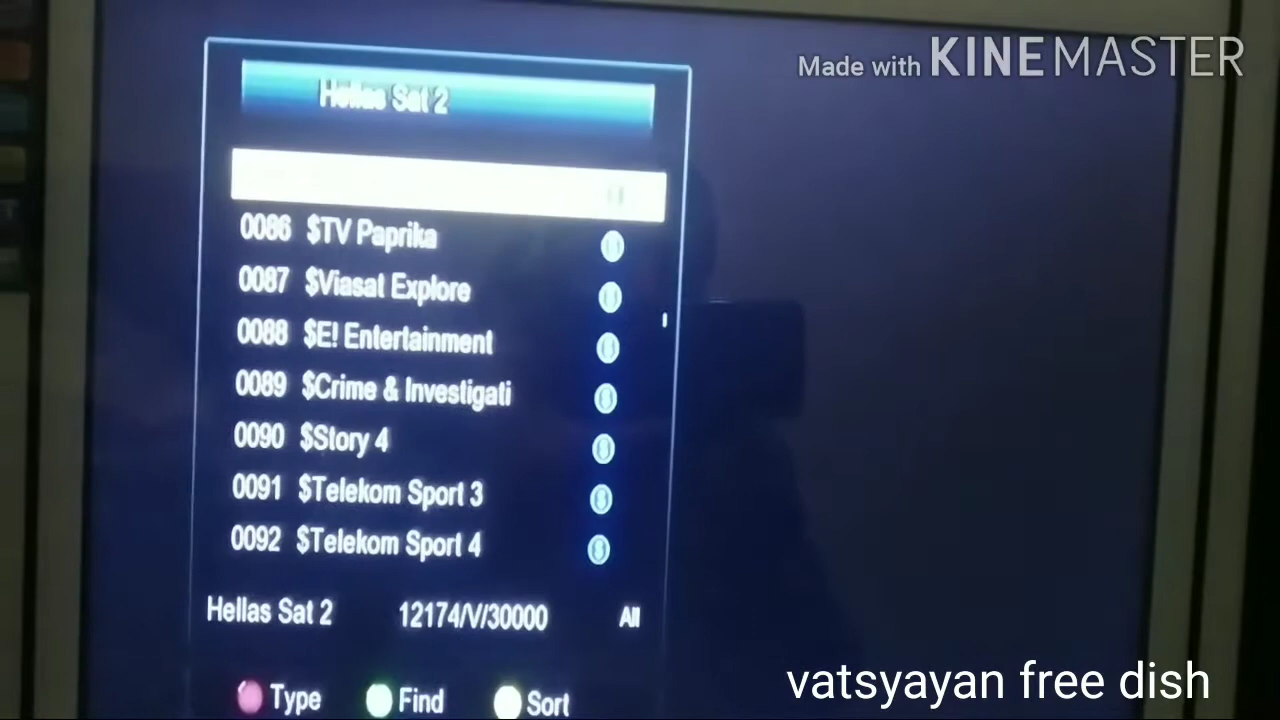 Made with KINEMASTER
Hellas Sat 2
0086 $TV Paprika
0087 $Viasat Explore
0088 $E! Entertainment
0089 $Crime & Investigati
0090 $Story 4
0091 $Telekom Sport 3
0092 $Telekom Sport 4
Hellas Sat 2 12174/V/30000 All
Type Find Sort
vatsyayan free dish